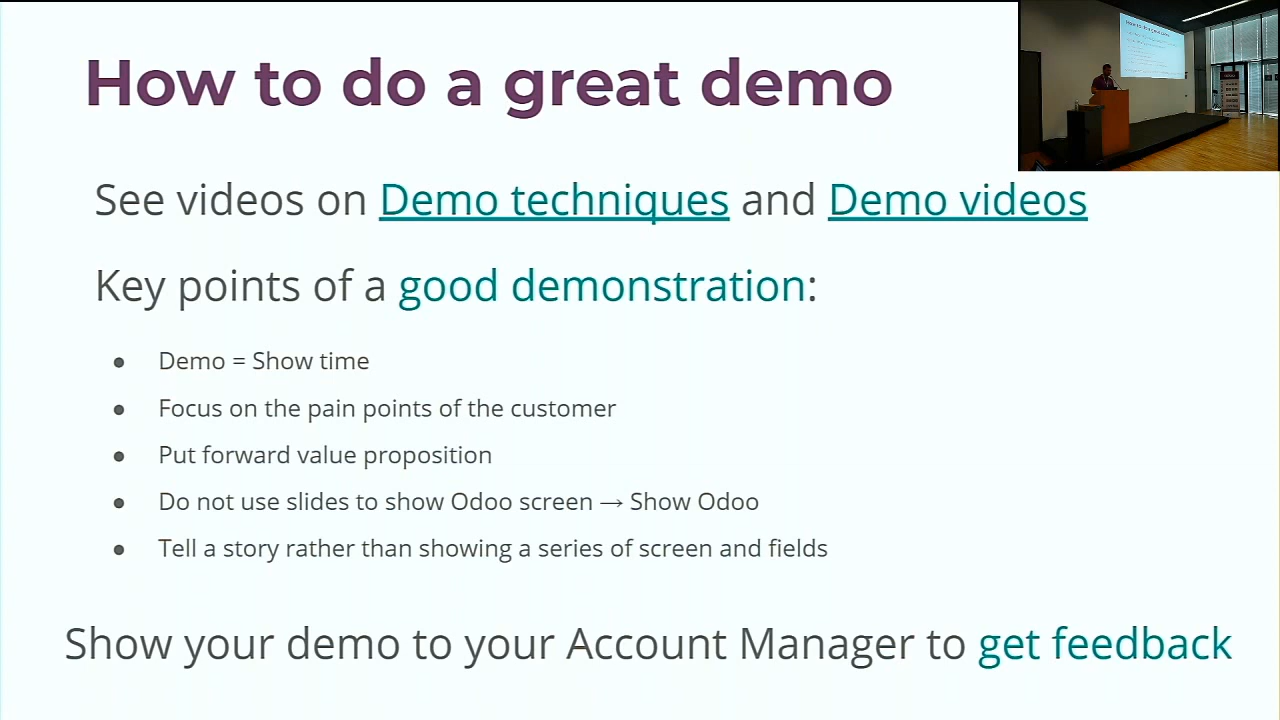 How to do a great demo
See videos on Demo techniques and Demo videos
Key points of a good demonstration:
● Demo = Show time
● Focus on the pain points of the customer
● Put forward value proposition
● Do not use slides to show Odoo screen → Show Odoo
● Tell a story rather than showing a series of screen and fields
Show your demo to your Account Manager to get feedback